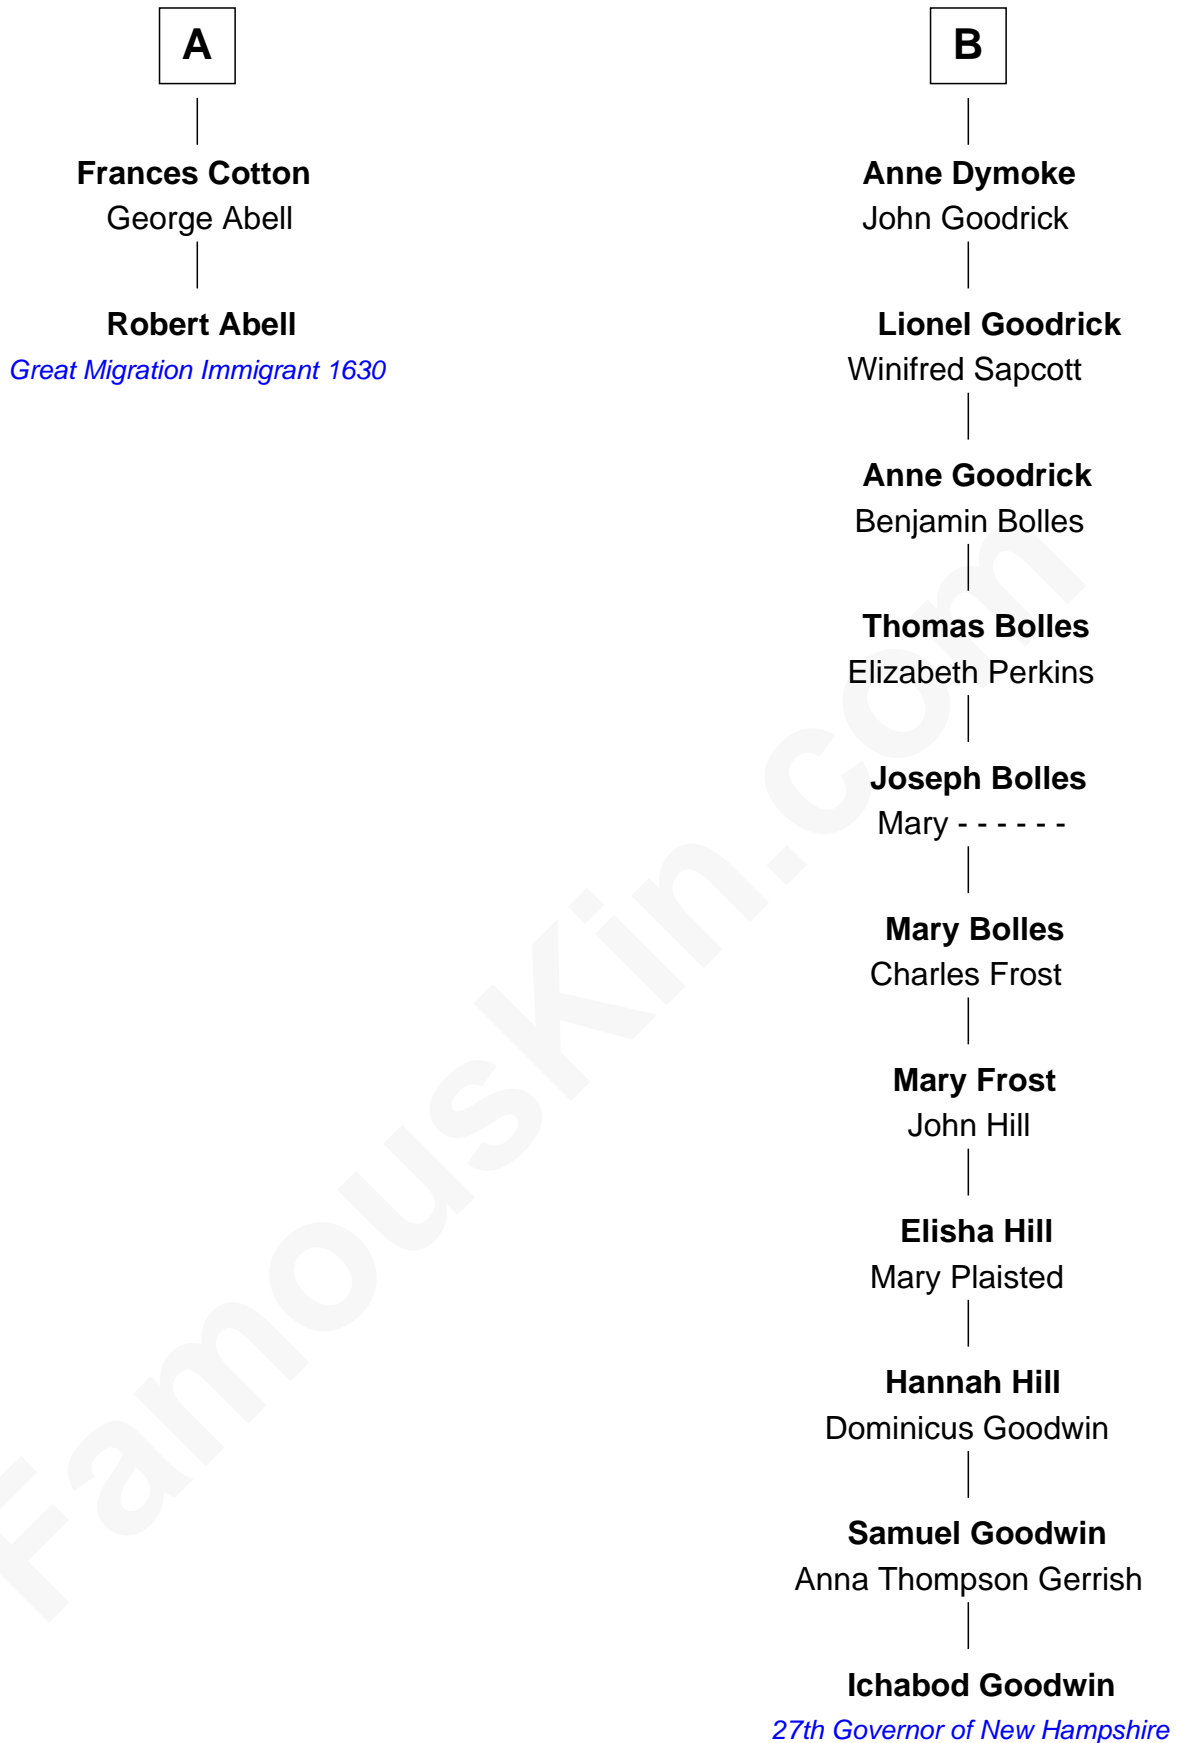 A
Frances Cotton
George Abell
Robert Abell
Great Migration Immigrant 1630
B
Anne Dymoke
John Goodrick
Lionel Goodrick
Winifred Sapcott
Anne Goodrick
Benjamin Bolles
Thomas Bolles
Elizabeth Perkins
Joseph Bolles
Mary - - - - - -
Mary Bolles
Charles Frost
Mary Frost
John Hill
Elisha Hill
Mary Plaisted
Hannah Hill
Dominicus Goodwin
Samuel Goodwin
Anna Thompson Gerrish
Ichabod Goodwin
27th Governor of New Hampshire
FamousKin.com